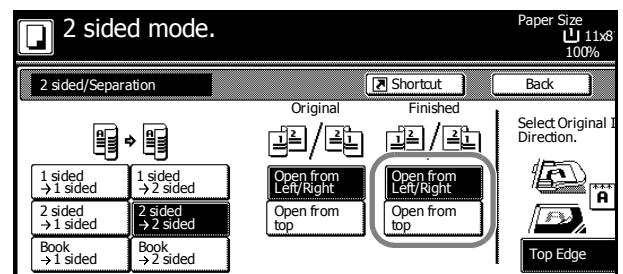 2 sided mode.
Paper Size
11x8
100%
2 sided/Separation
Shortcut
Back
Original
Finished
Select Original
Direction.
1 sided
→1 sided
1 sided
→2 sided
2 sided
→1 sided
2 sided
→2 sided
Book
→1 sided
Book
→2 sided
Open from
Left/Right
Open from
top
Open from
Left/Right
Open from
top
Top Edge